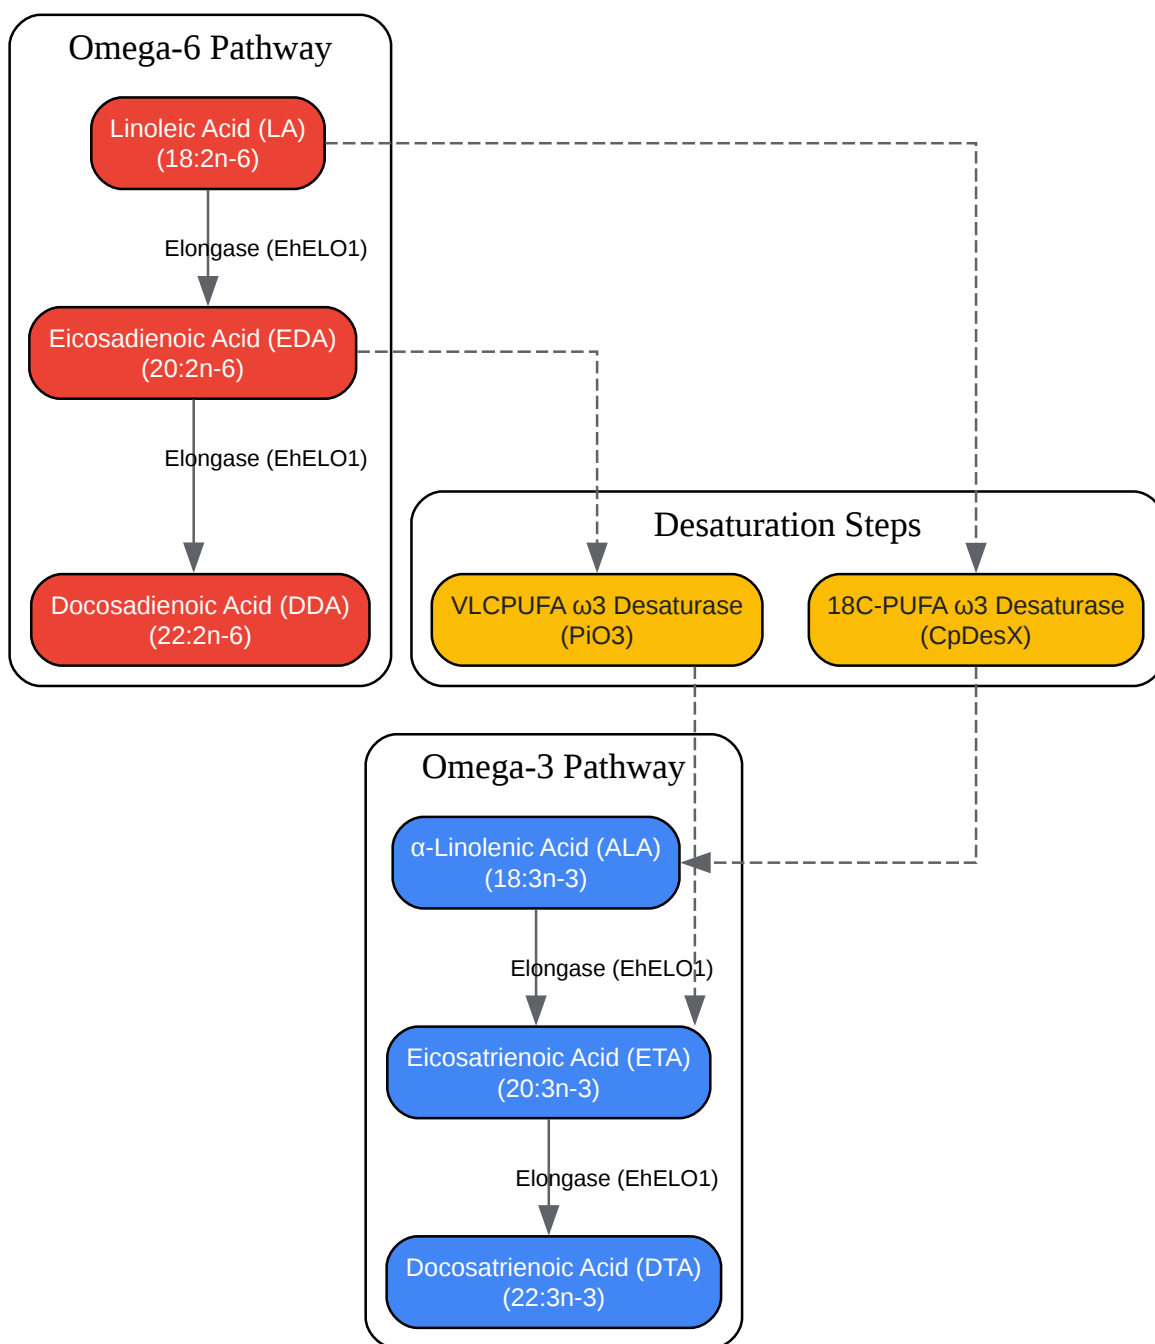 Omega-6 Pathway
Linoleic Acid (LA)
(18:2n-6)
Elongase (EhELO1)
Eicosadienoic Acid (EDA)
(20:2n-6)
Elongase (EhELO1)
Docosadienoic Acid (DDA)
(22:2n-6)
Desaturation Steps
VLCPUFA ω3 Desaturase
(PiO3)
18C-PUFA ω3 Desaturase
(CpDesX)
Omega-3 Pathway
α-Linolenic Acid (ALA)
(18:3n-3)
Elongase (EhELO1)
Eicosatrienoic Acid (ETA)
(20:3n-3)
Elongase (EhELO1)
Docosatrienoic Acid (DTA)
(22:3n-3)